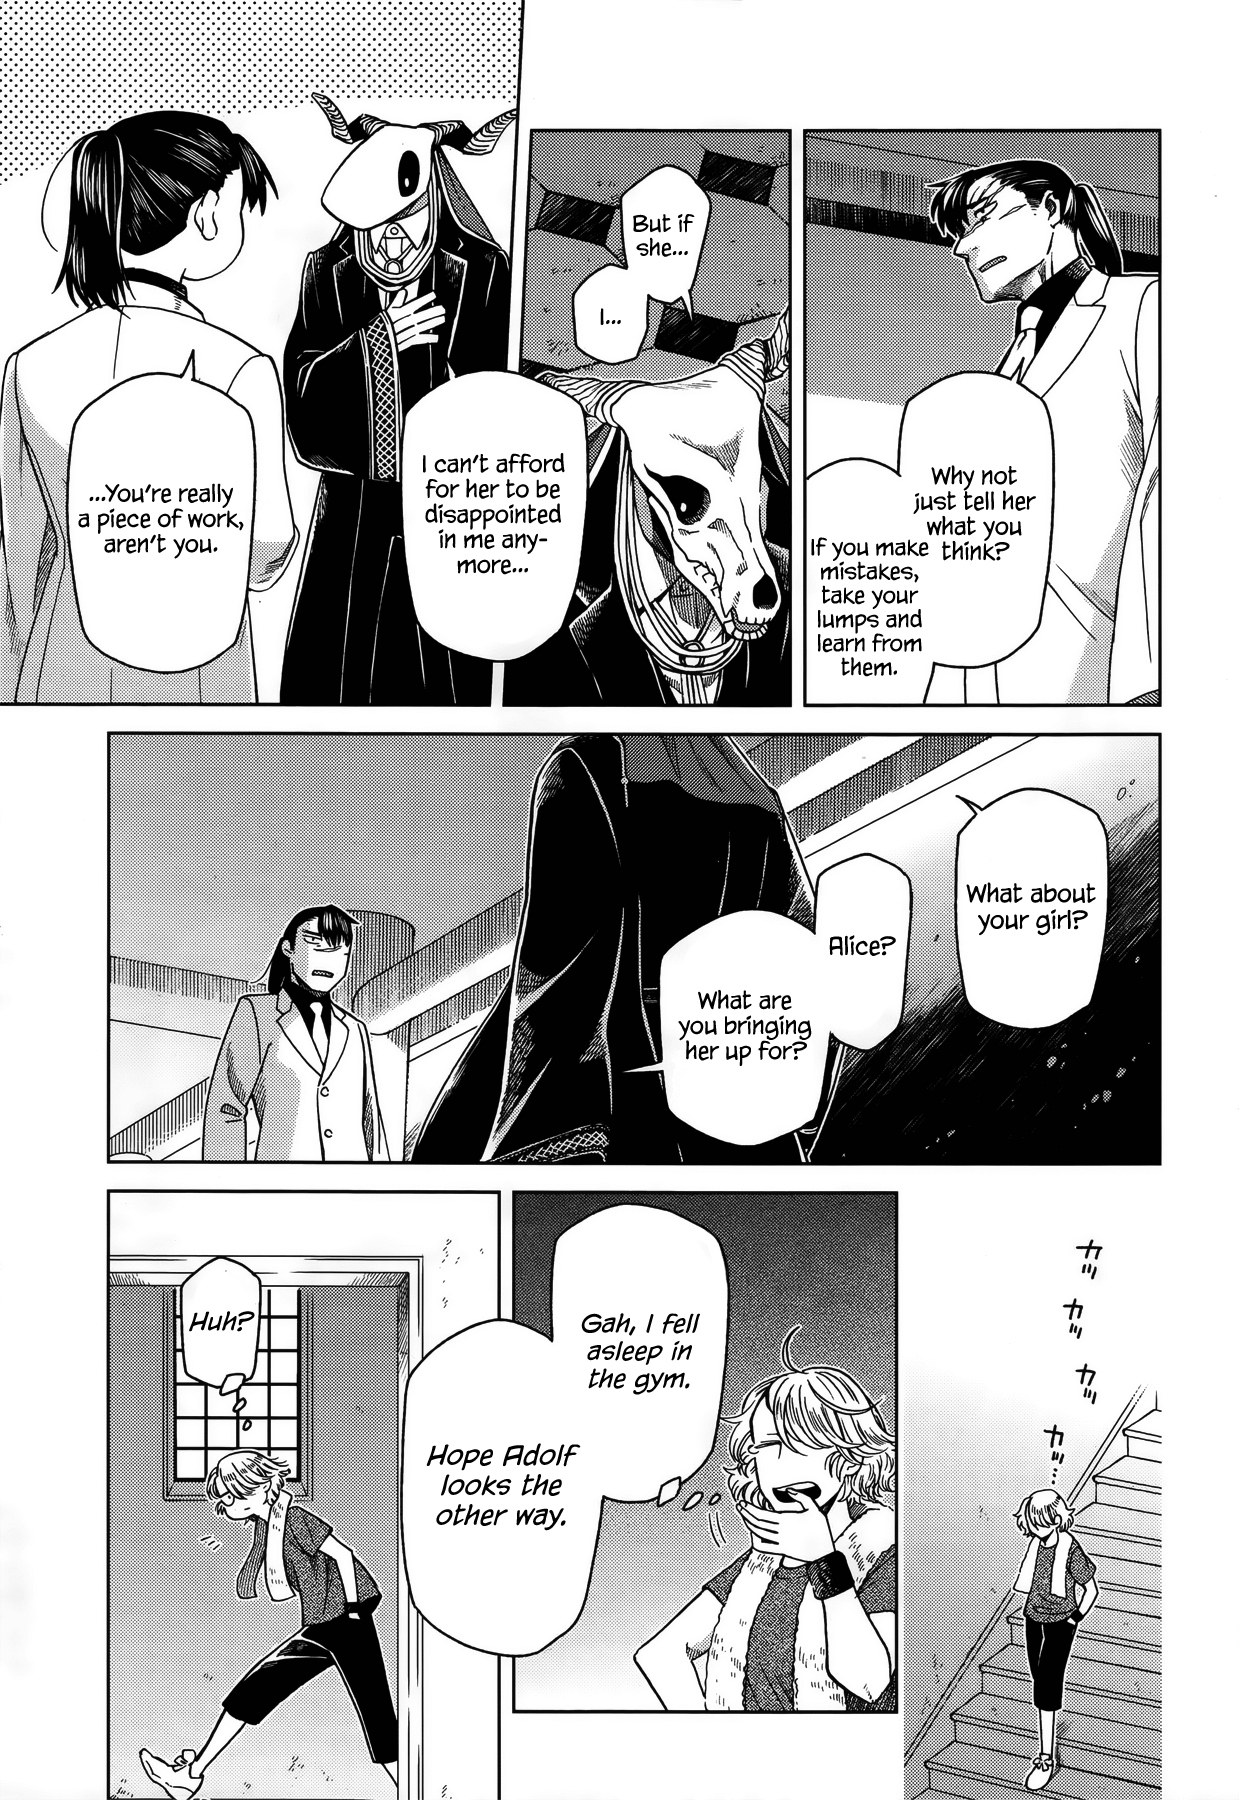 Why not
just tell her
what you
think?
If you make
mistakes,
take your
lumps and
learn from
them.
But if
she...
I...
I can't afford
for her to be
disappointed
in me any-
more...
...You're really
a piece of work,
aren't you.
What about
your girl?
Alice?
What are
you bringing
her up for?
カッ
カッ
カッ
カッ…
Gah, I fell
asleep in
the gym.
Hope Adolf
looks the
other way.
Huh?